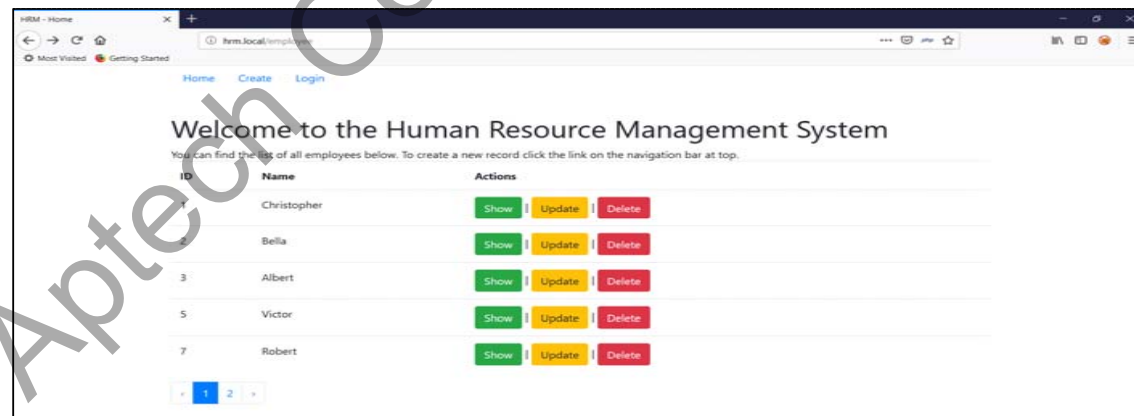 HRM - Home
hrm.local/employee
Most Visited Getting Started
Home Create Login
Welcome to the Human Resource Management System
You can find the list of all employees below. To create a new record click the link on the navigation bar at top.
ID Name Actions
1 Christopher Show | Update | Delete
2 Bella Show | Update | Delete
3 Albert Show | Update | Delete
5 Victor Show | Update | Delete
7 Robert Show | Update | Delete
‹ 1 2 ›
Aptech